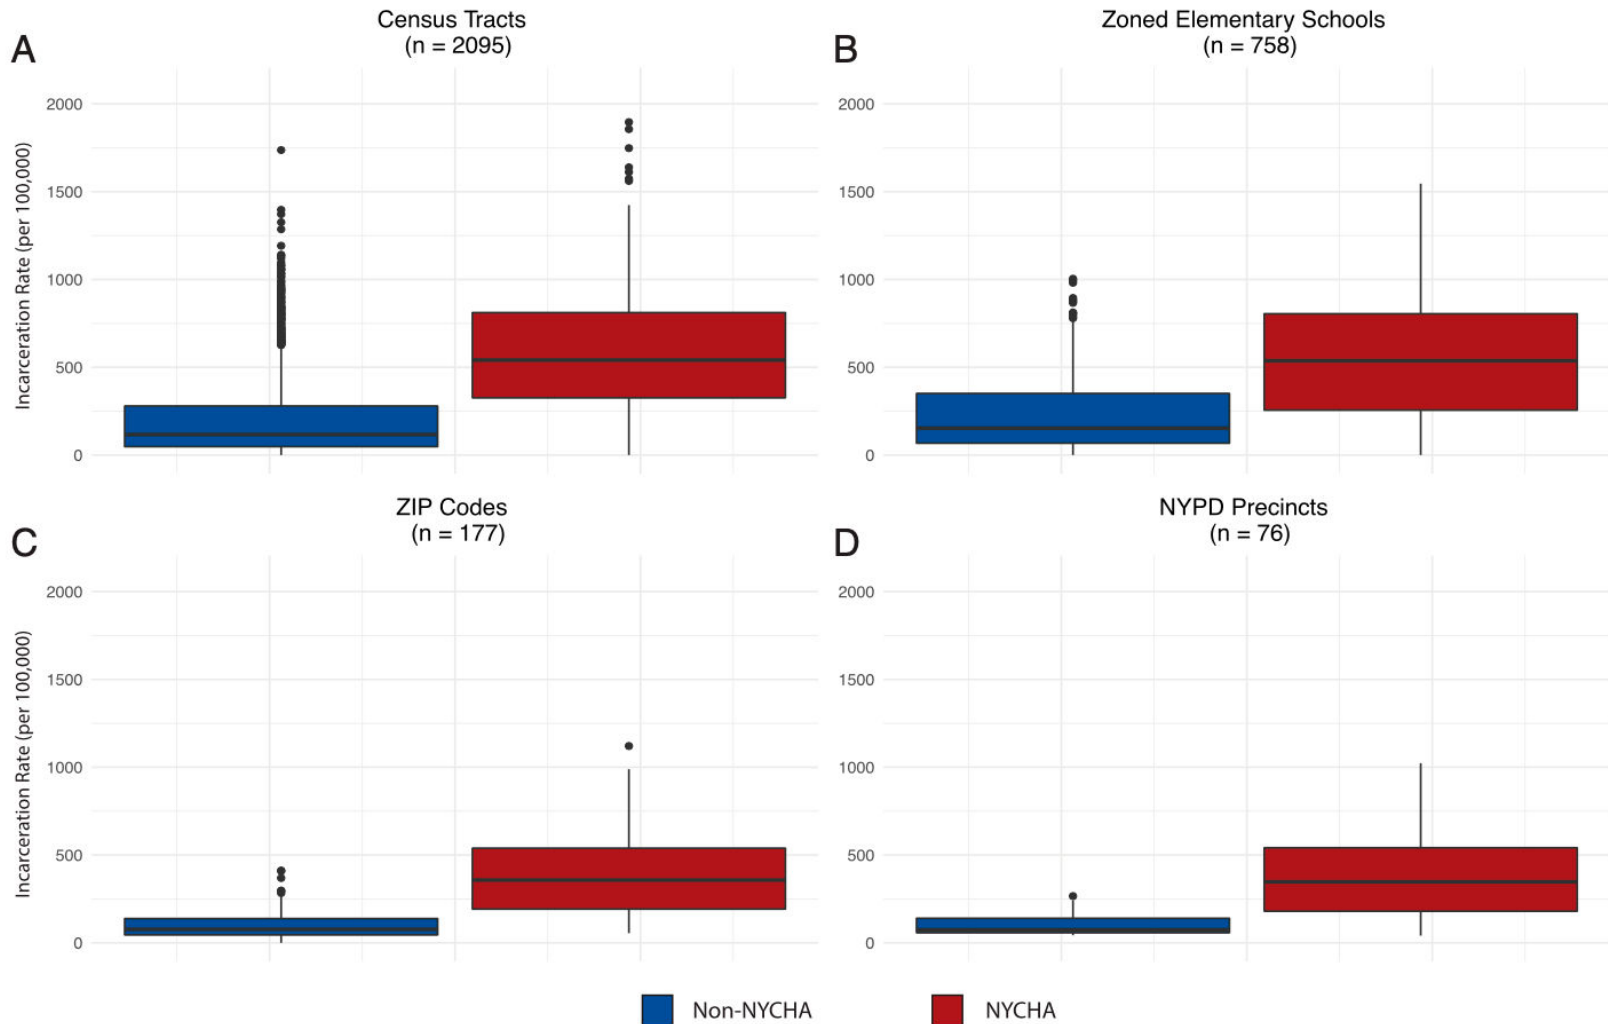 A
Census Tracts
(n = 2095)
Incarceration Rate (per 100,000)
2000
1500
1000
500
0
B
Zoned Elementary Schools
(n = 758)
2000
1500
1000
500
0
C
ZIP Codes
(n = 177)
Incarceration Rate (per 100,000)
2000
1500
1000
500
0
D
NYPD Precincts
(n = 76)
2000
1500
1000
500
0
Non-NYCHA
NYCHA